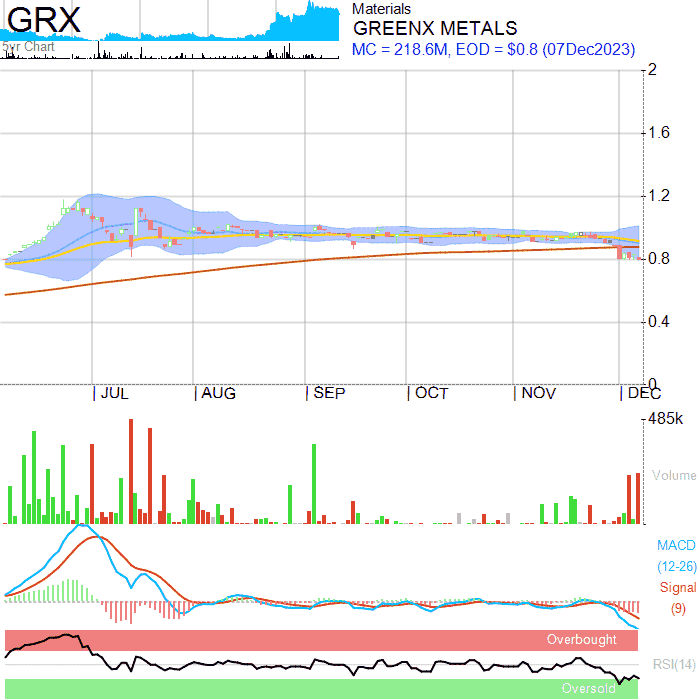 GRX
5yr Chart
Materials
GREENX METALS
MC = 218.6M, EOD = $0.8 (07Dec2023)
2
1.6
1.2
0.8
0.4
0
JUL AUG SEP OCT NOV DEC
485k
Volume
MACD
(12-26)
Signal
(9)
Overbought
RSI(14)
Oversold